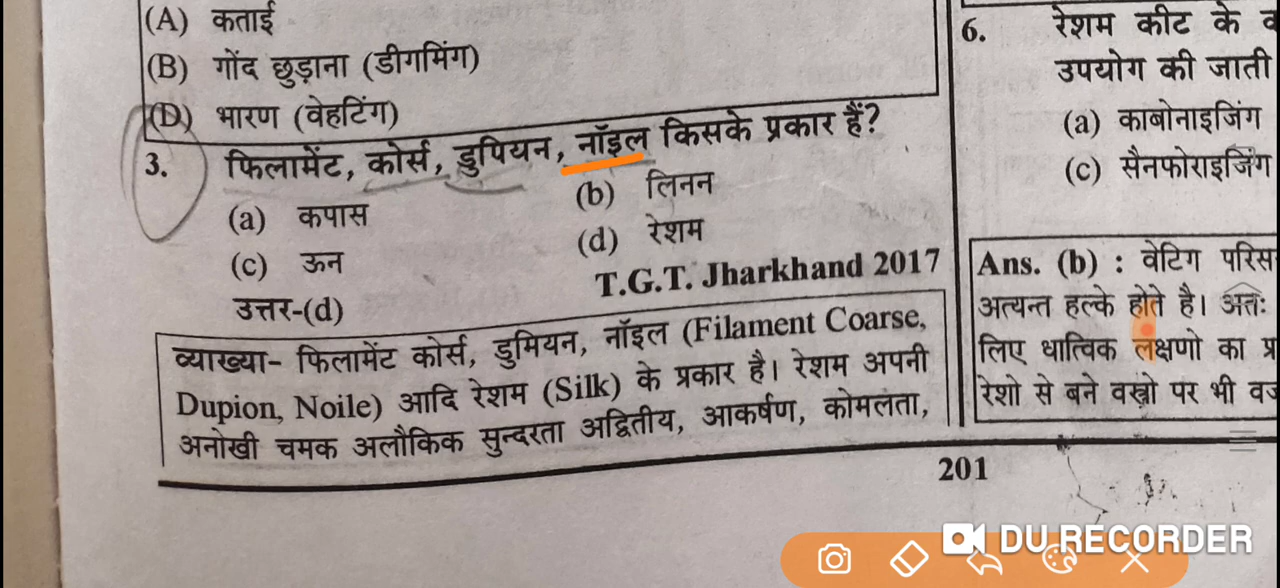 (A) कताई
(B) गोंद छुड़ाना (डीगमिंग)
(D) भारण (वेहटिंग)
3. फिलामेंट, कोर्स, डुपियन, नॉइल किसके प्रकार हैं?
(a) कपास (b) लिनन
(c) ऊन (d) रेशम
T.G.T. Jharkhand 2017
उत्तर-(d)
व्याख्या- फिलामेंट कोर्स, डुमियन, नॉइल (Filament Coarse,
Dupion, Noile) आदि रेशम (Silk) के प्रकार है। रेशम अपनी
अनोखी चमक अलौकिक सुन्दरता अद्वितीय, आकर्षण, कोमलता,
6. रेशम कीट के
उपयोग की जाती
(a) काबोनाइजिंग
(c) सैनफोराइजिंग
Ans. (b) : वेटिग
अत्यन्त हल्के होते है। अतः
लिए धात्विक लक्षणो का
रेशो से बने वस्त्रो पर भी
201
DU RECORDER